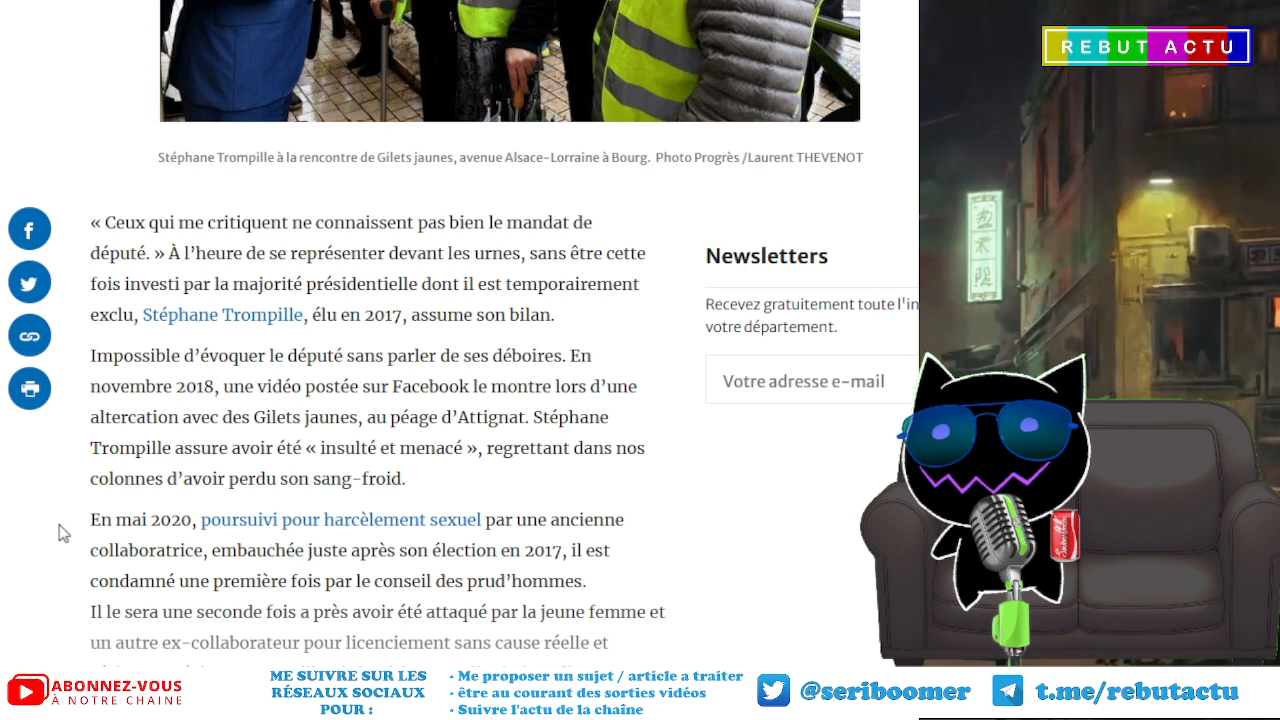 REBUT ACTU
Stéphane Trompille à la rencontre de Gilets jaunes, avenue Alsace-Lorraine à Bourg. Photo Progrès /Laurent THEVENOT
« Ceux qui me critiquent ne connaissent pas bien le mandat de
député. » À l’heure de se représenter devant les urnes, sans être cette
fois investi par la majorité présidentielle dont il est temporairement
exclu, Stéphane Trompille, élu en 2017, assume son bilan.
Impossible d’évoquer le député sans parler de ses déboires. En
novembre 2018, une vidéo postée sur Facebook le montre lors d’une
altercation avec des Gilets jaunes, au péage d’Attignat. Stéphane
Trompille assure avoir été « insulté et menacé », regrettant dans nos
colonnes d’avoir perdu son sang-froid.
En mai 2020, poursuivi pour harcèlement sexuel par une ancienne
collaboratrice, embauchée juste après son élection en 2017, il est
condamné une première fois par le conseil des prud’hommes.
Il le sera une seconde fois a près avoir été attaqué par la jeune femme et
un autre ex-collaborateur pour licenciement sans cause réelle et
Newsletters
Recevez gratuitement toute l'in
votre département.
Votre adresse e-mail
ABONNEZ-VOUS
À NOTRE CHAINE
ME SUIVRE SUR LES
RÉSEAUX SOCIAUX
POUR :
- Me proposer un sujet / article a traiter
- être au courant des sorties vidéos
- Suivre l'actu de la chaîne
@seriboomer
t.me/rebutactu